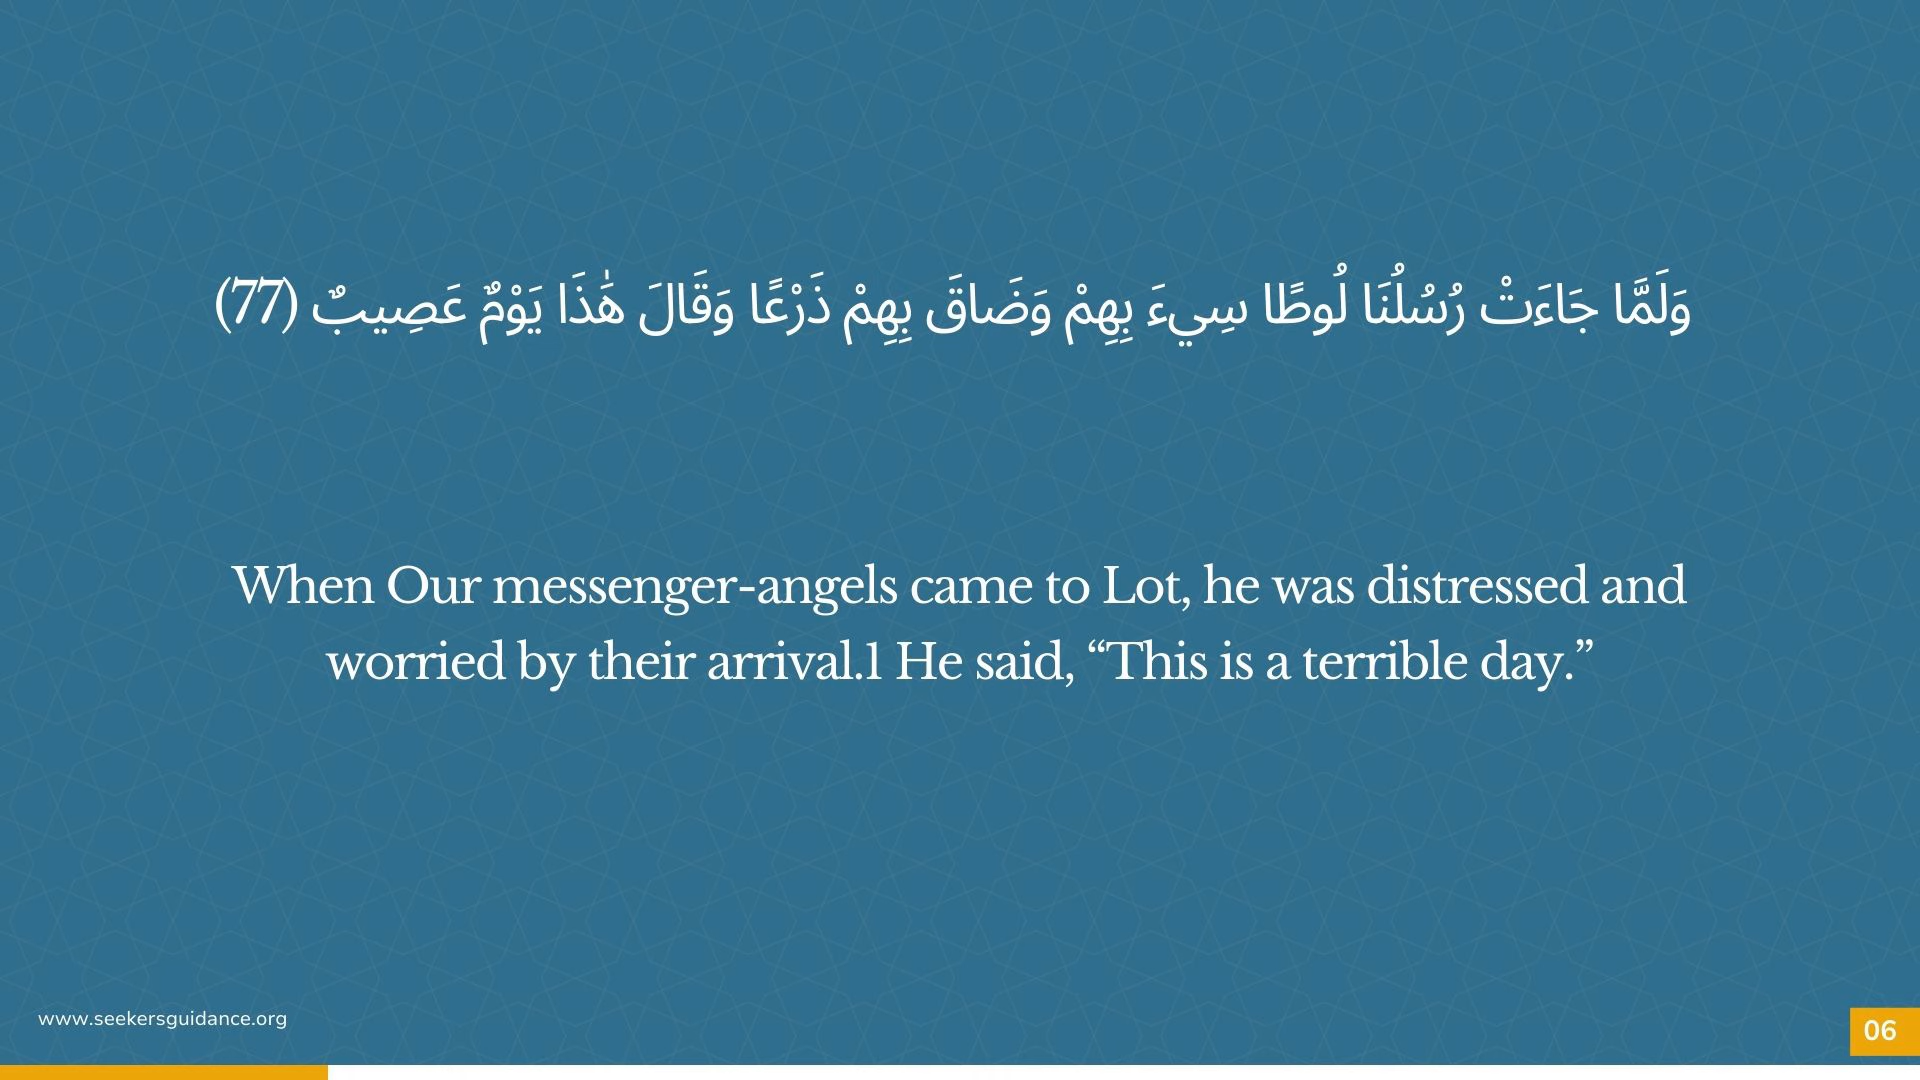 وَلَمَّا جَاءَتْ رُسُلُنَا لُوطًا سِيءَ بِهِمْ وَضَاقَ بِهِمْ ذَرْعًا وَقَالَ هَٰذَا يَوْمٌ عَصِيبٌ (77)
When Our messenger-angels came to Lot, he was distressed and
worried by their arrival.1 He said, “This is a terrible day.”
www.seekersguidance.org
06